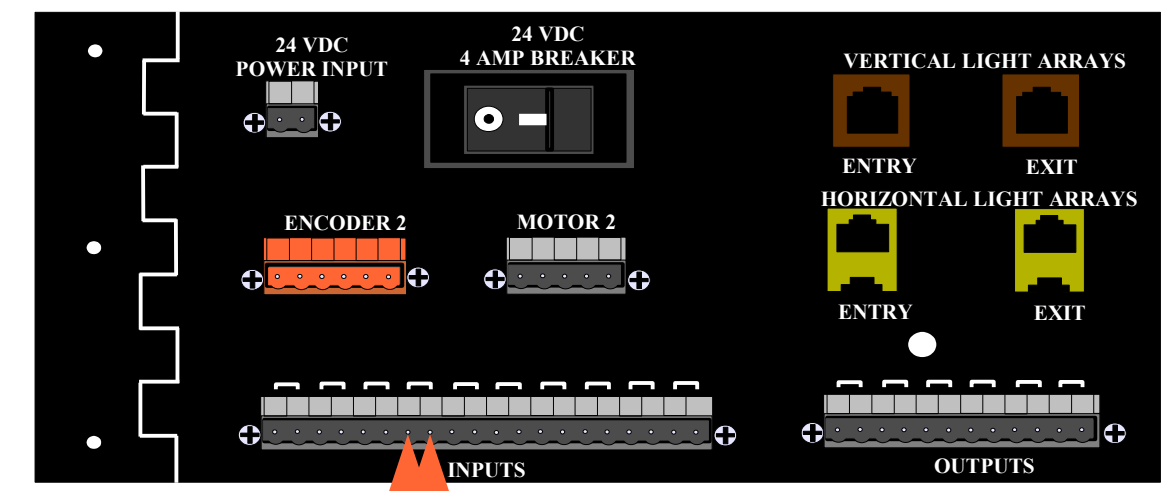 24 VDC
POWER INPUT
24 VDC
4 AMP BREAKER
VERTICAL LIGHT ARRAYS
ENTRY
EXIT
HORIZONTAL LIGHT ARRAYS
ENCODER 2
MOTOR 2
ENTRY
EXIT
INPUTS
OUTPUTS